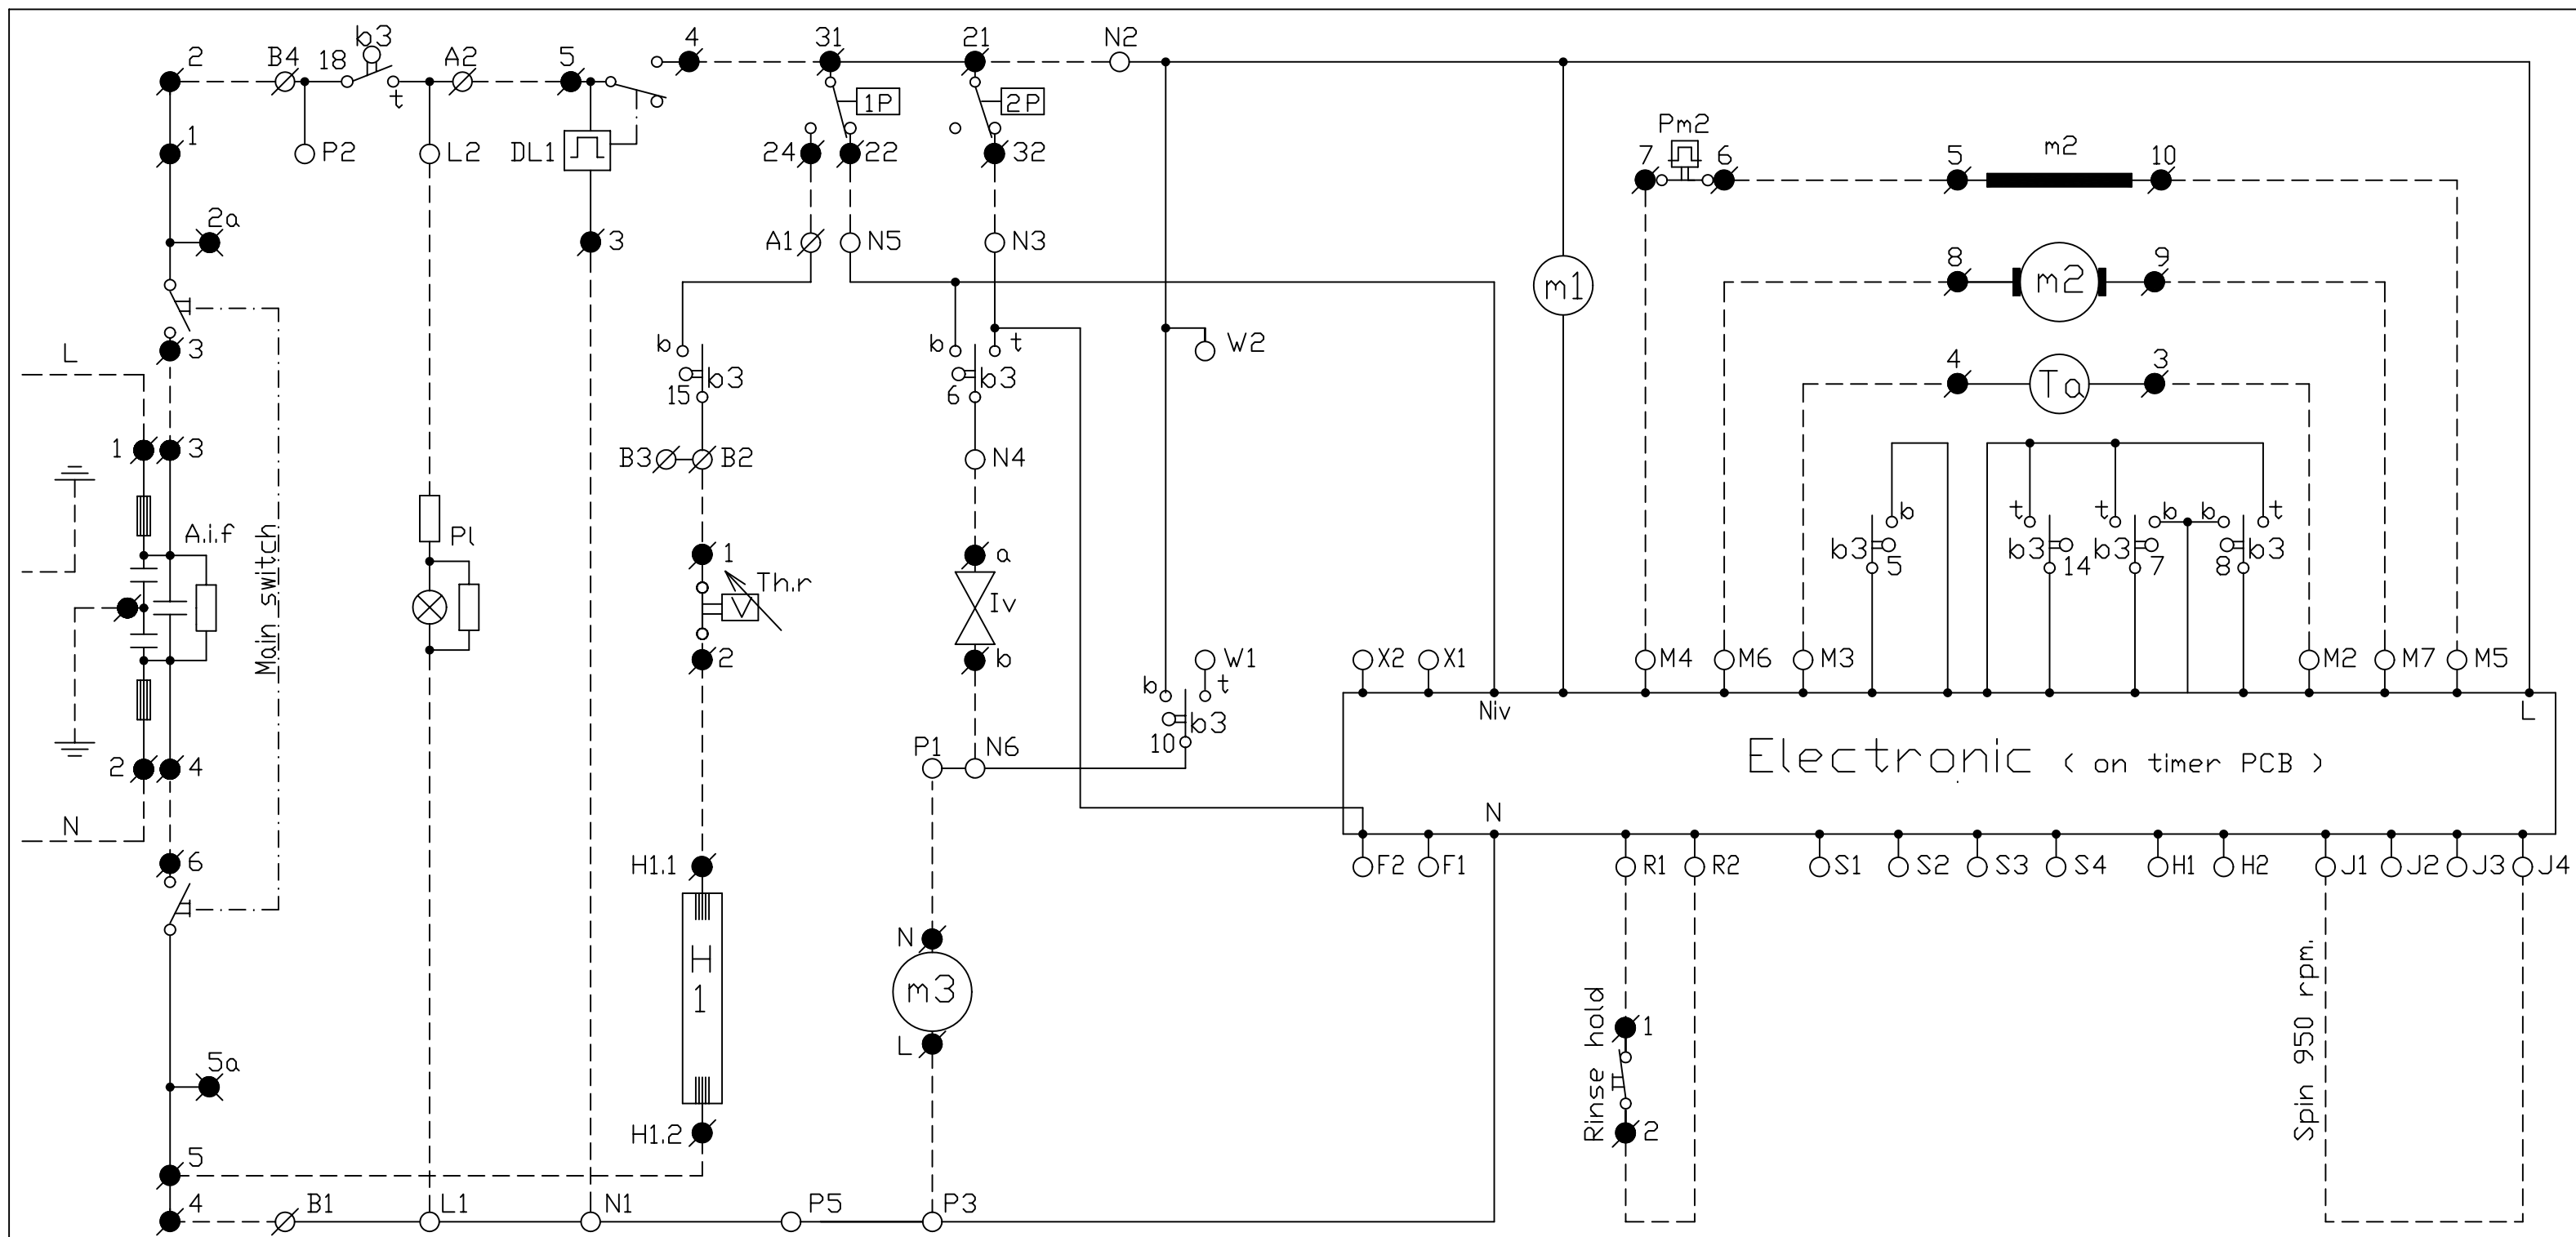 2 B4 18 b3 t A2 5 4 31 21 N2
1P 2P
1 P2 L2 DL1 24 22 32
Pm2 7 6 5 m2 10
2a 3 A1 N5 N3
m1
8 m2 9
3 b b3 15 b t b3 6 W2
L
4 Ta 3
1 3 B3 B2 N4
b b3 5 t b3 14 t b b3 7 b t b3 8
A.i.f Pl 1 Th.r a Iv
Main switch
2 b W1
b t b3 10
X2 X1 M4 M6 M3 M2 M7 M5
Niv L
2 4 P1 N6
Electronic ( on timer PCB )
N
N
6 H1.1 F2 F1 R1 R2 S1 S2 S3 S4 H1 H2 J1 J2 J3 J4
N
H
1
m3
L
Rinse hold
1
2
Spin 950 rpm.
5a
H1.2
5
4 B1 L1 N1 P5 P3